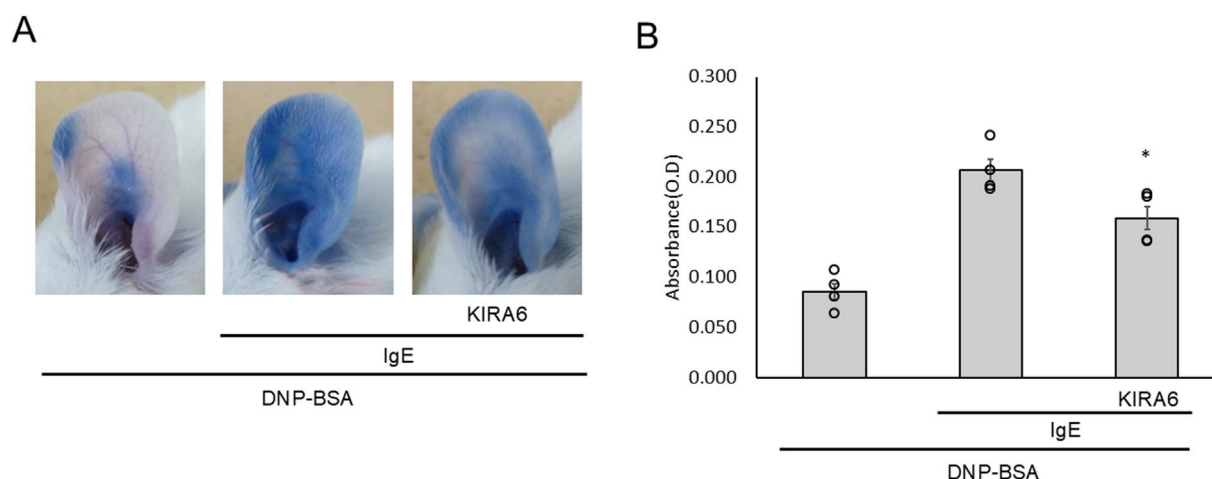 A
KIRA6
IgE
DNP-BSA
B
Absorbance(O.D)
0.300
0.250
0.200
0.150
0.100
0.050
0.000
*
KIRA6
IgE
DNP-BSA